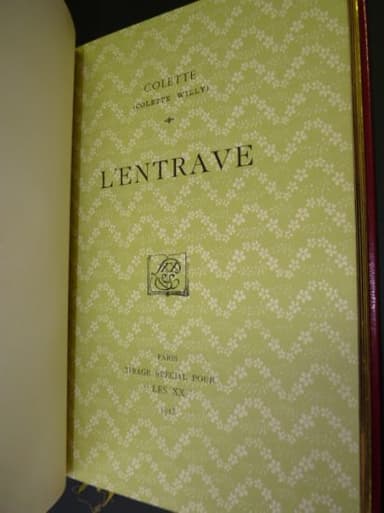 COLETTE
(COLETTE WILLY)
L'ENTRAVE
PARIS
TIRAGE SPÉCIAL POUR
" LES XX "